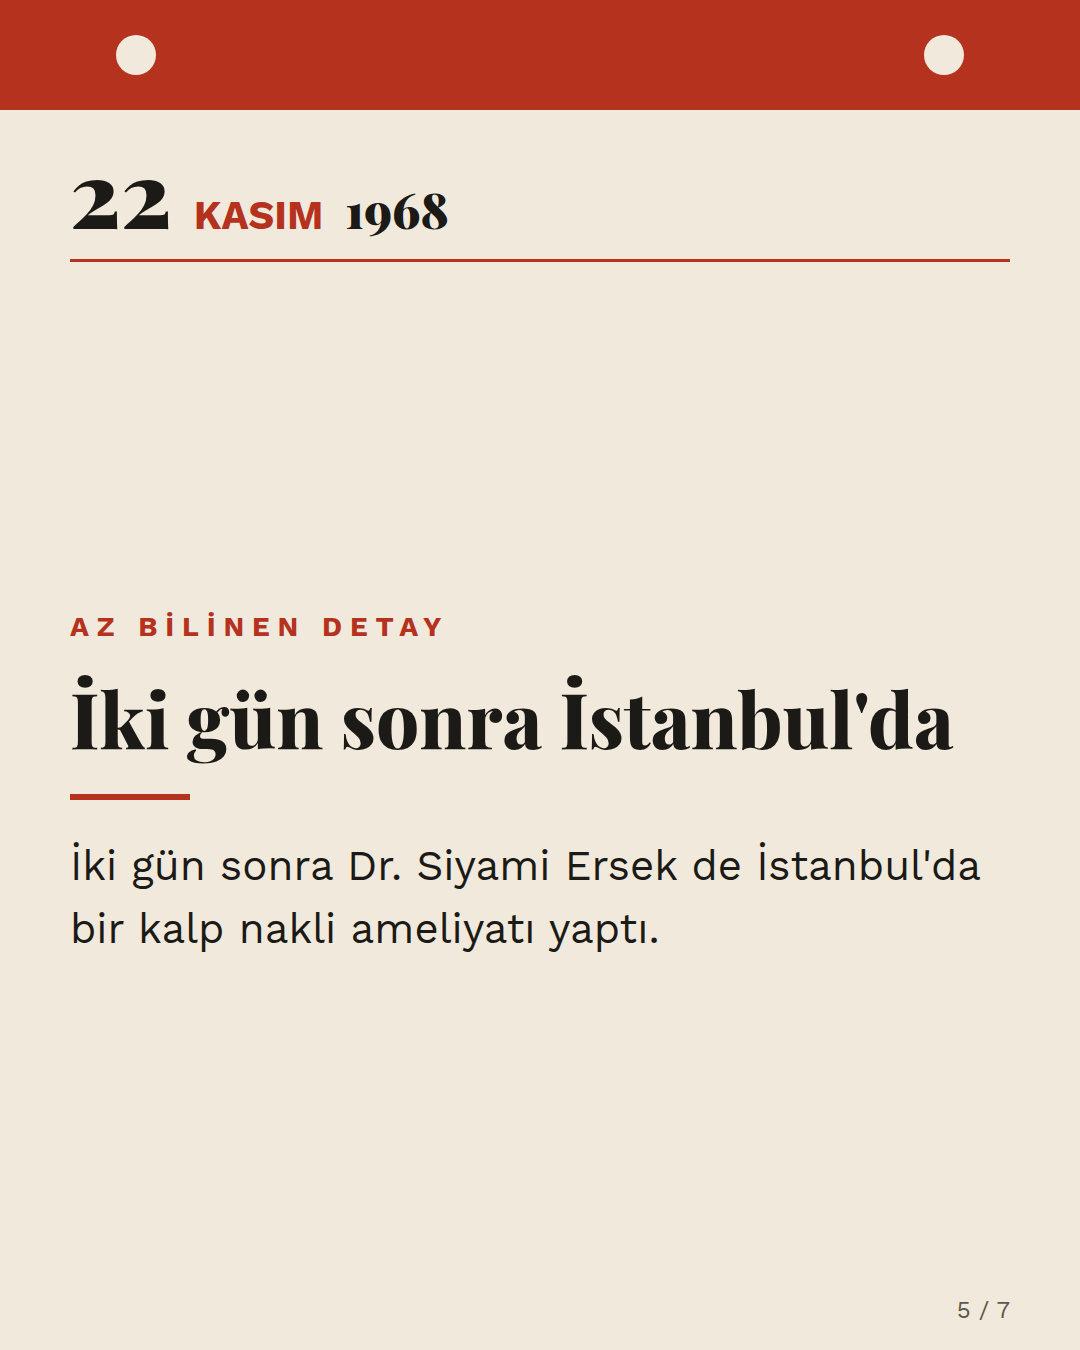 22 KASIM 1968
AZ BİLİNEN DETAY
İki gün sonra İstanbul'da
İki gün sonra Dr. Siyami Ersek de İstanbul'da
bir kalp nakli ameliyatı yaptı.
5 / 7